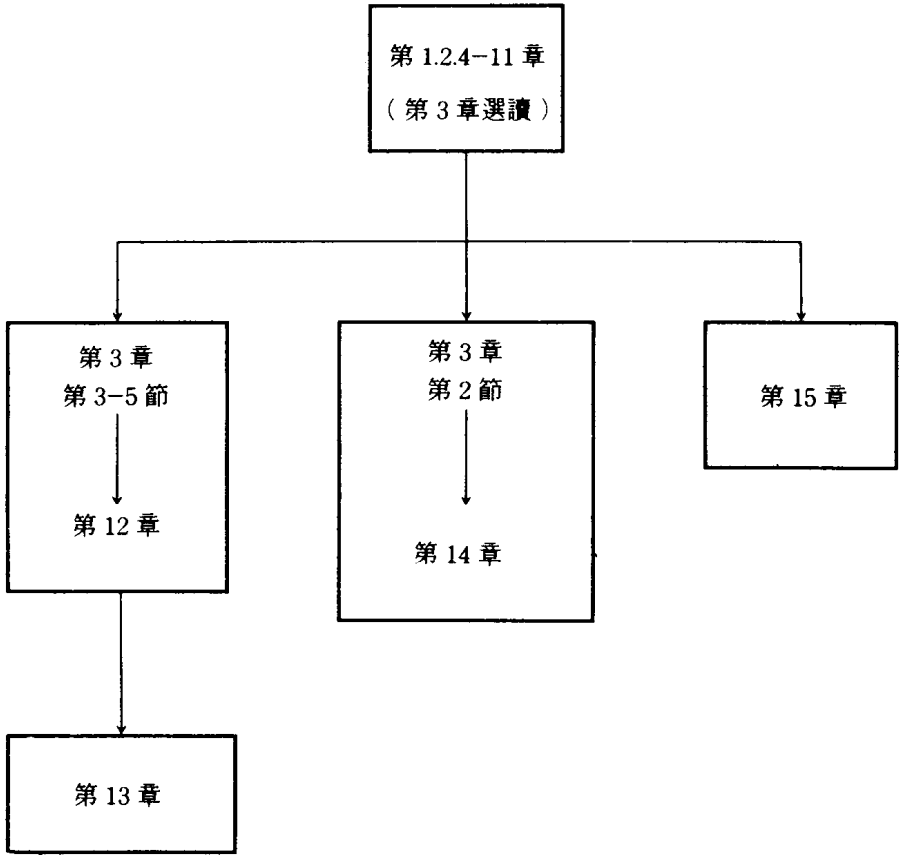 第 1.2.4-11 章
(第 3 章選讀)
第 3 章
第 3-5 節
第 12 章
第 3 章
第 2 節
第 14 章
第 15 章
第 13 章